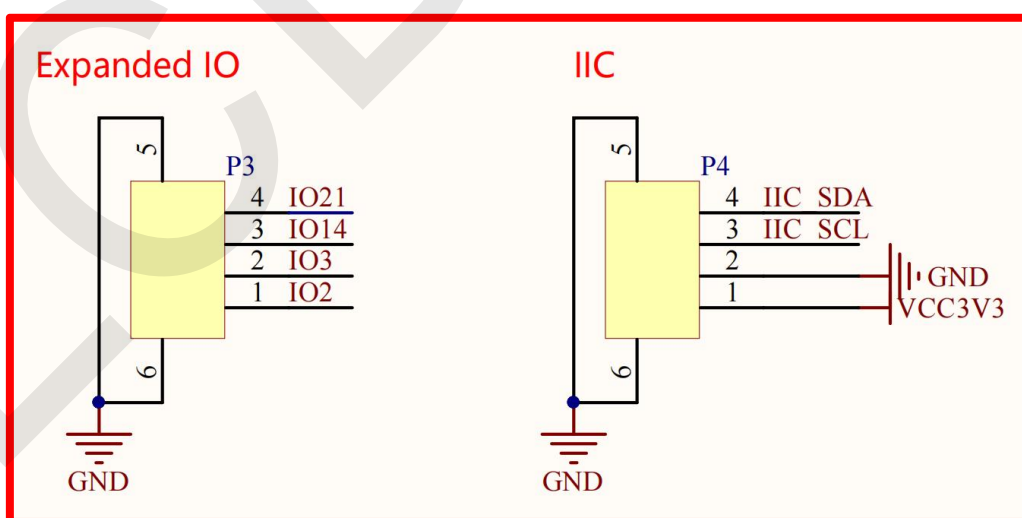 Expanded IO
5
P3
4 IO21
3 IO14
2 IO3
1 IO2
6
GND
IIC
5
P4
4 IIC SDA
3 IIC SCL
2 GND
1 VCC3V3
6
GND